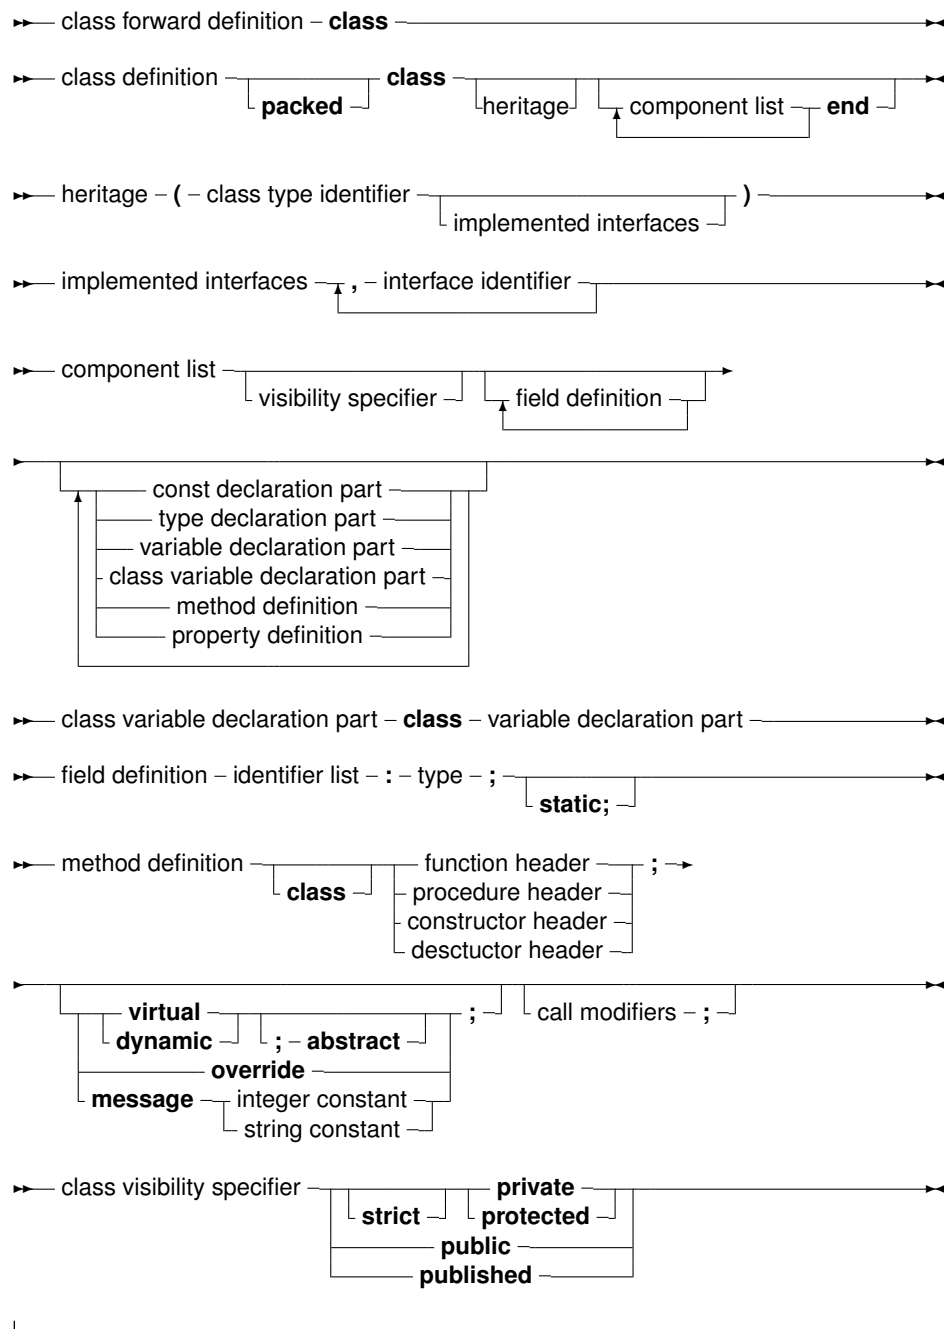 class forward definition – class
class definition packed class heritage component list end
heritage – ( – class type identifier implemented interfaces )
implemented interfaces , – interface identifier
component list visibility specifier field definition
const declaration part
type declaration part
variable declaration part
class variable declaration part
method definition
property definition
class variable declaration part – class – variable declaration part
field definition – identifier list – : – type – ; static;
method definition class function header ;
procedure header
constructor header
desctuctor header
virtual ; call modifiers – ;
dynamic ; – abstract
override
message integer constant
string constant
class visibility specifier private
strict protected
public
published